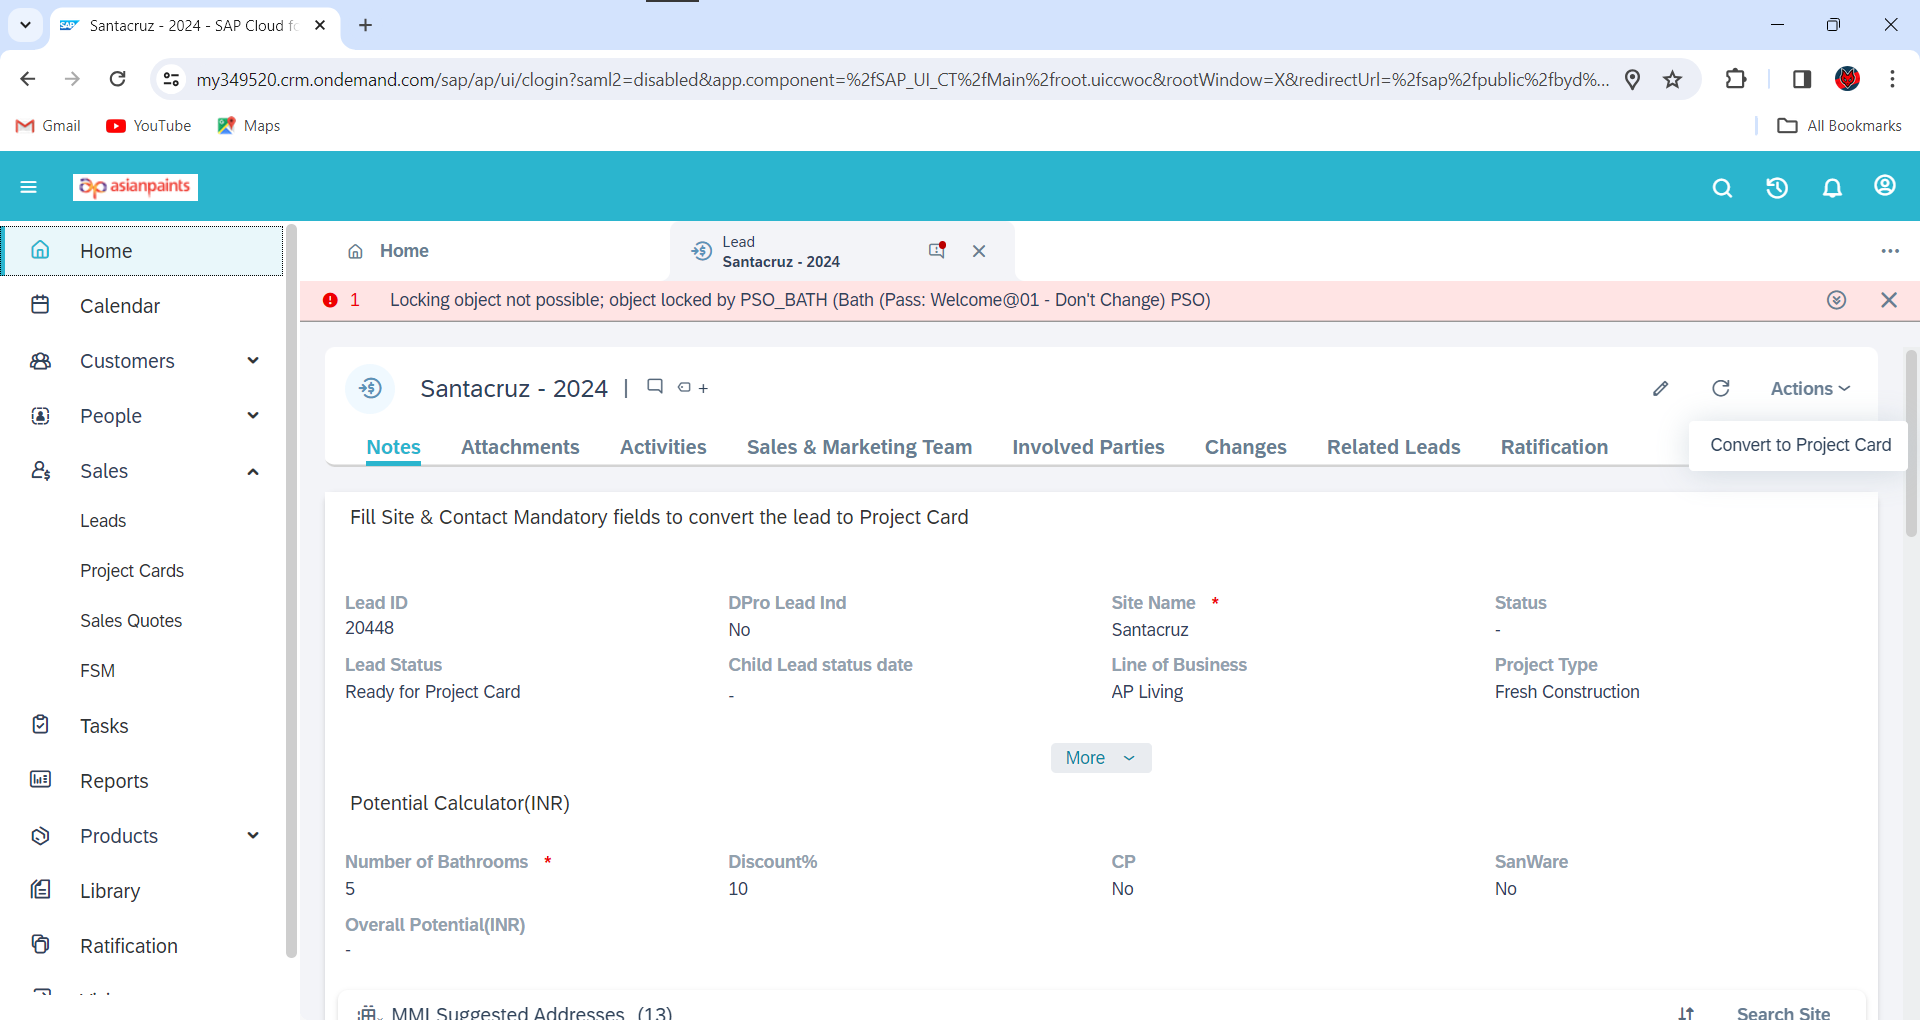 Santacruz - 2024 - SAP Cloud fo
my349520.crm.ondemand.com/sap/ap/ui/clogin?saml2=disabled&app.component=%2fSAP_UI_CT%2fMain%2froot.uiccwoc&rootWindow=X&redirectUrl=%2fsap%2fpublic%2fbyd%...
Gmail YouTube Maps All Bookmarks
asianpaints
Home
Calendar
Customers
People
Sales
Leads
Project Cards
Sales Quotes
FSM
Tasks
Reports
Products
Library
Ratification
Home
Lead
Santacruz - 2024
1 Locking object not possible; object locked by PSO_BATH (Bath (Pass: Welcome@01 - Don't Change) PSO)
Santacruz - 2024 |
Actions
Notes Attachments Activities Sales & Marketing Team Involved Parties Changes Related Leads Ratification
Convert to Project Card
Fill Site & Contact Mandatory fields to convert the lead to Project Card
Lead ID DPro Lead Ind Site Name * Status
20448 No Santacruz -
Lead Status Child Lead status date Line of Business Project Type
Ready for Project Card - AP Living Fresh Construction
More
Potential Calculator(INR)
Number of Bathrooms * Discount% CP SanWare
5 10 No No
Overall Potential(INR)
-
MMI Suggested Addresses (13) Search Site